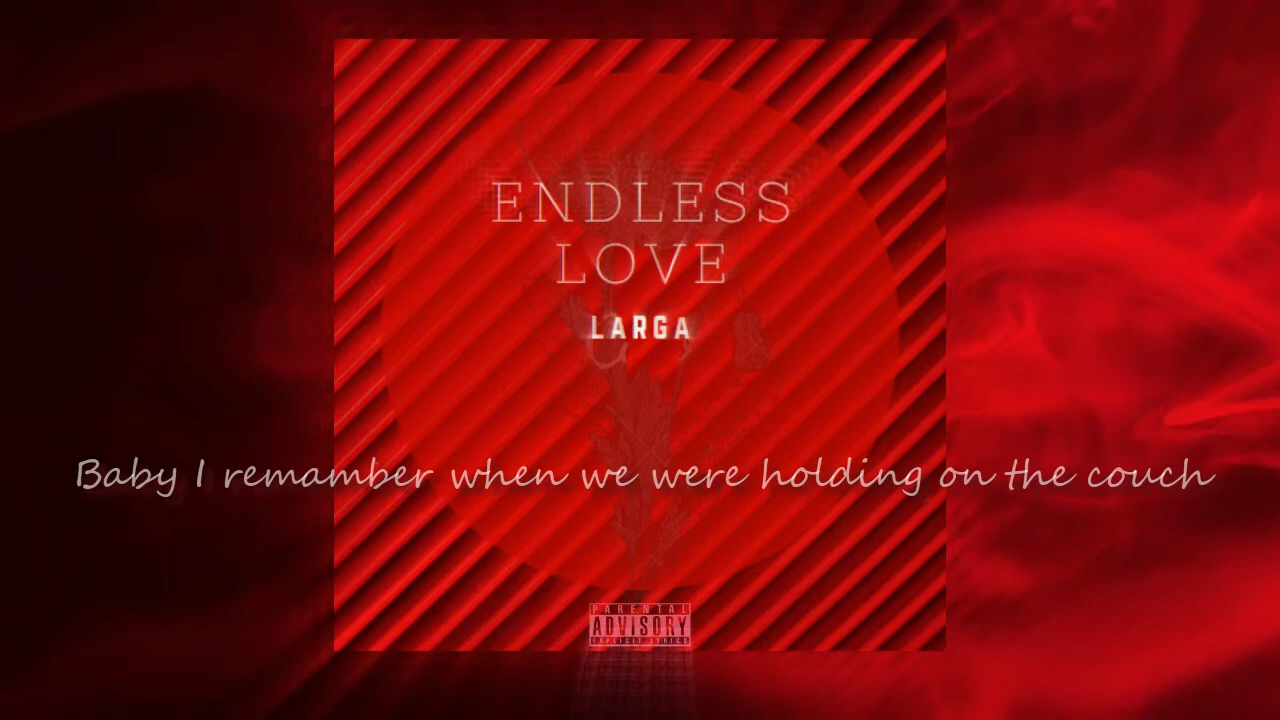 ENDLESS
LOVE
LARGA
Baby I remamber when we were holding on the couch
PARENTAL
ADVISORY
EXPLICIT LYRICS